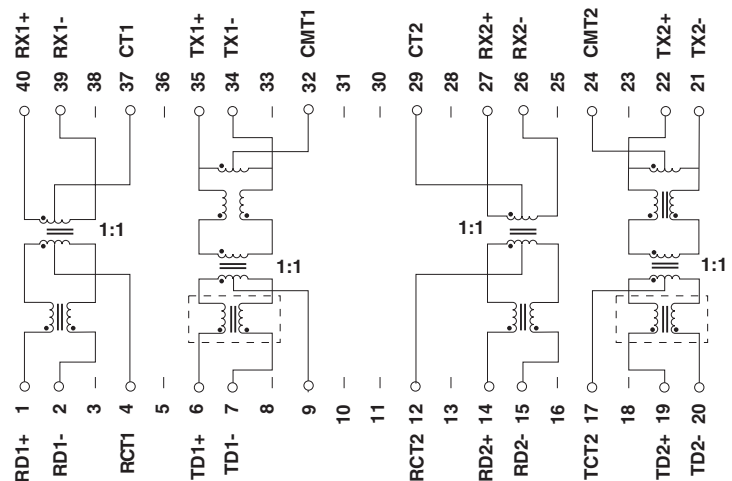 RX1+ RX1- CT1 TX1+ TX1- CMT1 CT2 RX2+ RX2- CMT2 TX2+ TX2-
40 39 38 37 36 35 34 33 32 31 30 29 28 27 26 25 24 23 22 21
1:1 1:1 1:1 1:1
1 2 3 4 5 6 7 8 9 10 11 12 13 14 15 16 17 18 19 20
RD1+ RD1- RCT1 TD1+ TD1- RCT2 RD2+ RD2- TCT2 TD2+ TD2-